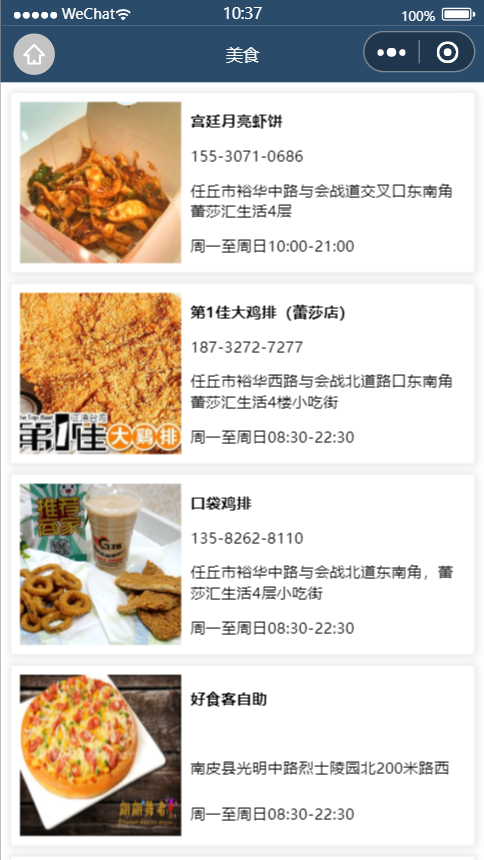 WeChat
10:37
100%
美食
宫廷月亮虾饼
155-3071-0686
任丘市裕华中路与会战道交叉口东南角
蕾莎汇生活4层
周一至周日10:00-21:00
第1佳大鸡排（蕾莎店）
187-3272-7277
任丘市裕华西路与会战北道路口东南角
蕾莎汇生活4楼小吃街
周一至周日08:30-22:30
The Top Best
正港台湾
第1佳
大鷄排
口袋鸡排
135-8262-8110
任丘市裕华中路与会战北道东南角，蕾
莎汇生活4层小吃街
周一至周日08:30-22:30
推荐
商家
好食客自助
南皮县光明中路烈士陵园北200米路西
周一至周日08:30-22:30